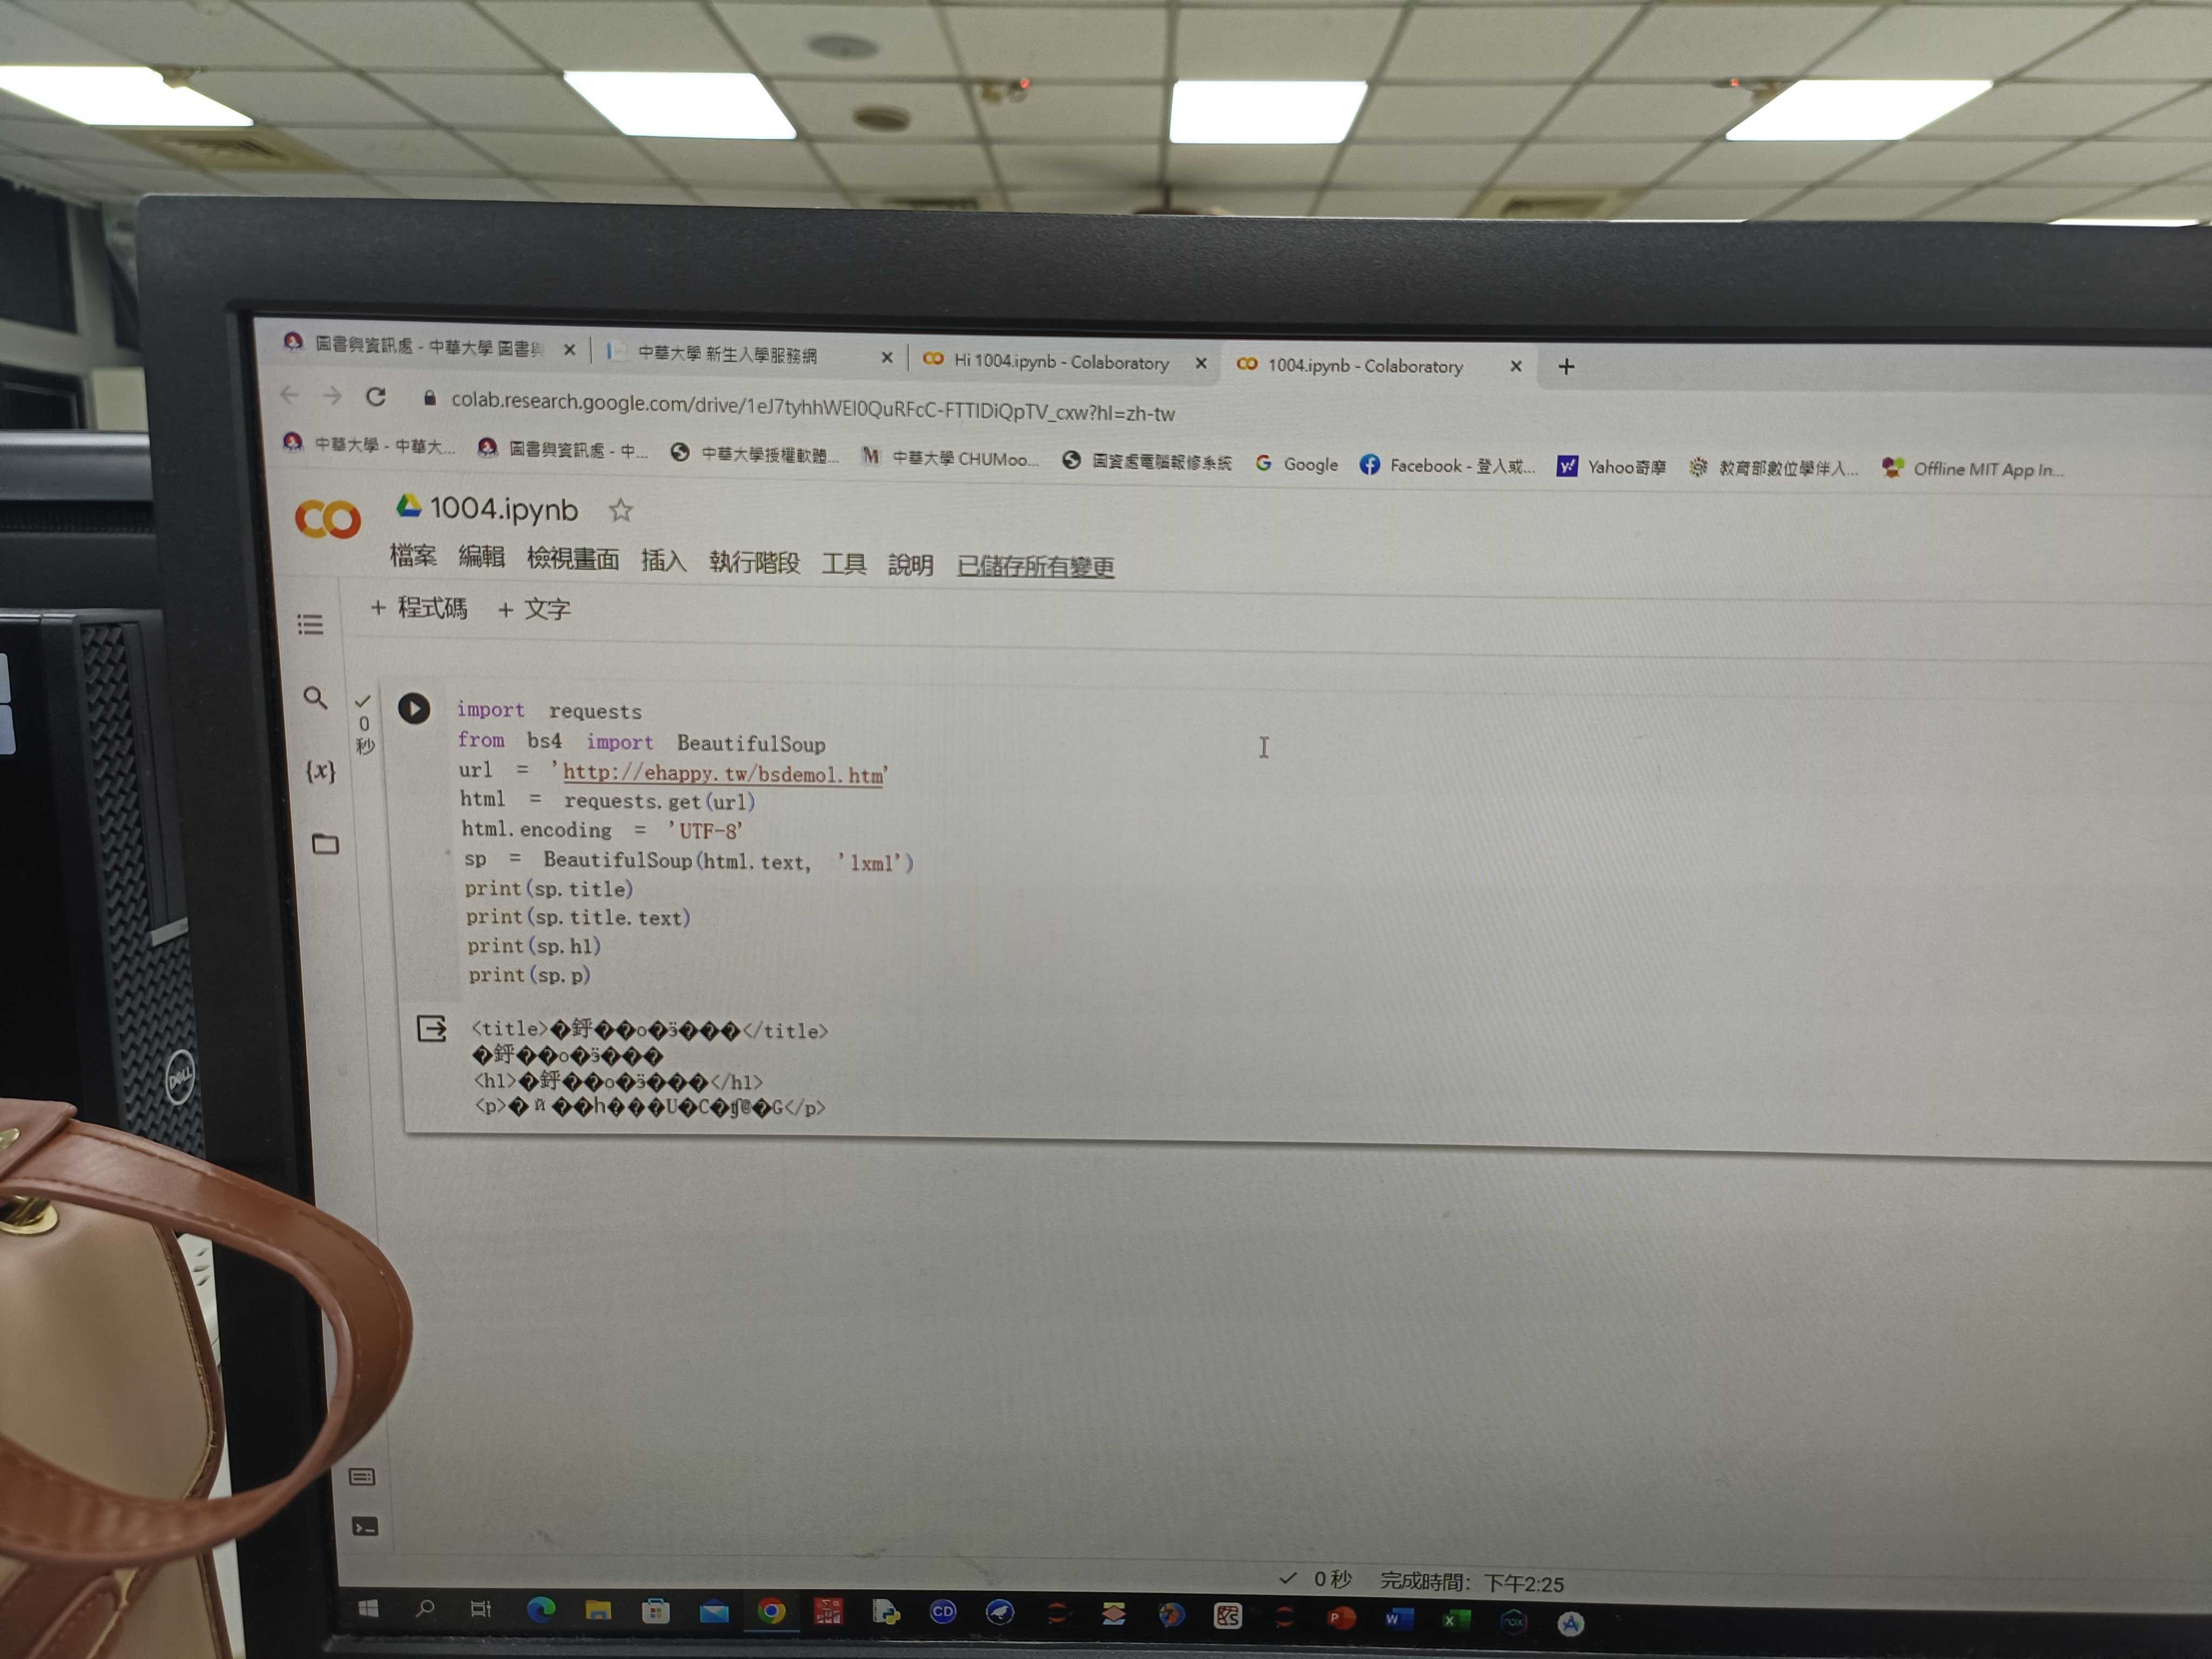 圖書與資訊處 - 中華大學 圖書與
中華大學 新生入學服務網
Hi 1004.ipynb - Colaboratory
1004.ipynb - Colaboratory
colab.research.google.com/drive/1eJ7tyhhWEl0QuRFcC-FTTIDiQpTV_cxw?hl=zh-tw
中華大學 - 中華大...
圖書與資訊處 - 中...
中華大學授權軟體...
中華大學 CHUMoo...
圖資處電腦報修系統
Google
Facebook - 登入或...
Yahoo奇摩
教育部數位學伴入...
Offline MIT App In...
1004.ipynb
檔案 編輯 檢視畫面 插入 執行階段 工具 說明 已儲存所有變更
+ 程式碼 + 文字
0
秒
{x}
import requests
from bs4 import BeautifulSoup
url = 'http://ehappy.tw/bsdemo1.htm'
html = requests.get(url)
html.encoding = 'UTF-8'
sp = BeautifulSoup(html.text, 'lxml')
print(sp.title)
print(sp.title.text)
print(sp.h1)
print(sp.p)
<title>�銔��o�ӭ���</title>
�銔��o�ӭ���
<h1>�銔��o�ӭ���</h1>
<p>�ո��h���U�C�ʧ@�G</p>
DELL
0 秒 完成時間: 下午2:25